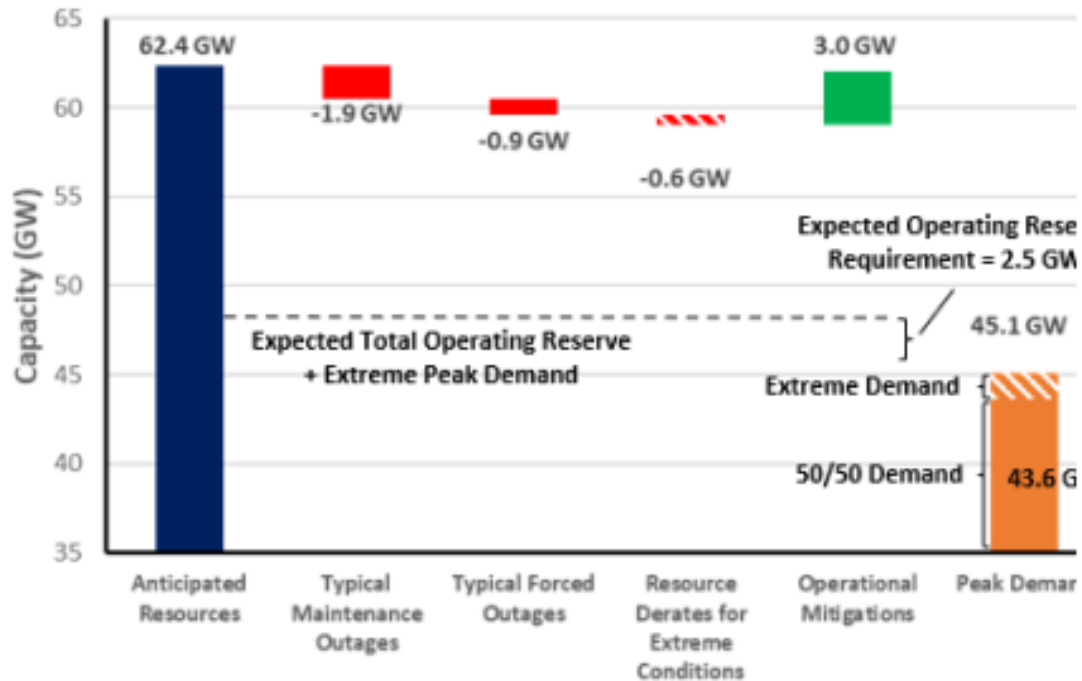 65
62.4 GW
3.0 GW
60
-1.9 GW
-0.9 GW
-0.6 GW
55
Capacity (GW)
Expected Operating Rese
Requirement = 2.5 GW
50
45.1 GW
Expected Total Operating Reserve
+ Extreme Peak Demand
45
Extreme Demand
40
50/50 Demand
43.6 G
35
Anticipated
Resources
Typical
Maintenance
Outages
Typical Forced
Outages
Resource
Derates for
Extreme
Conditions
Operational
Mitigations
Peak Deman